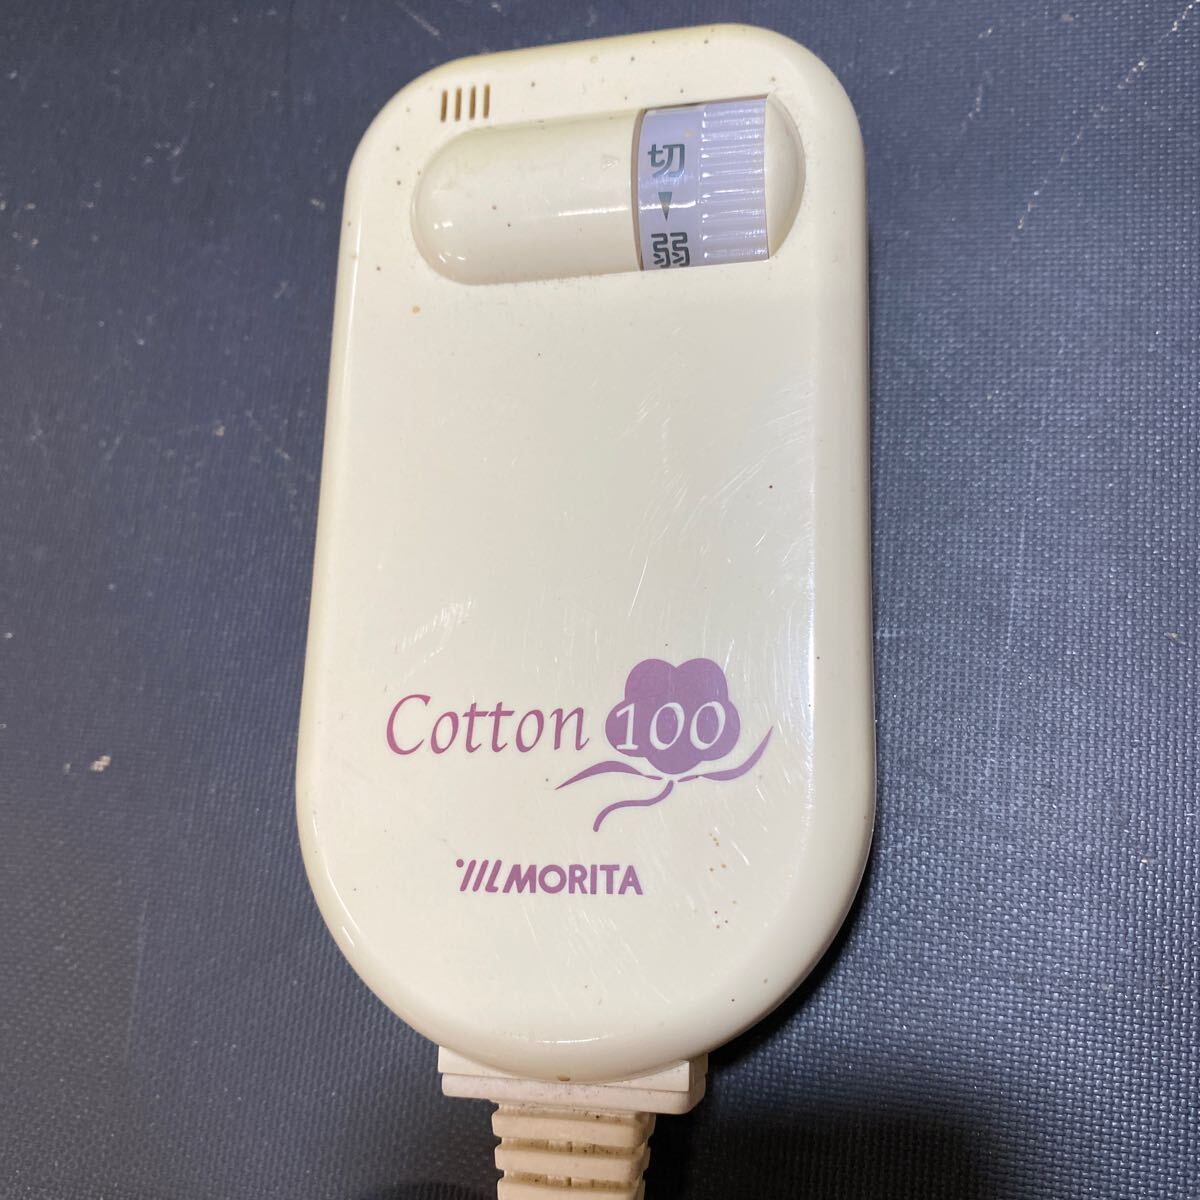 切
弱
Cotton 100
MORITA